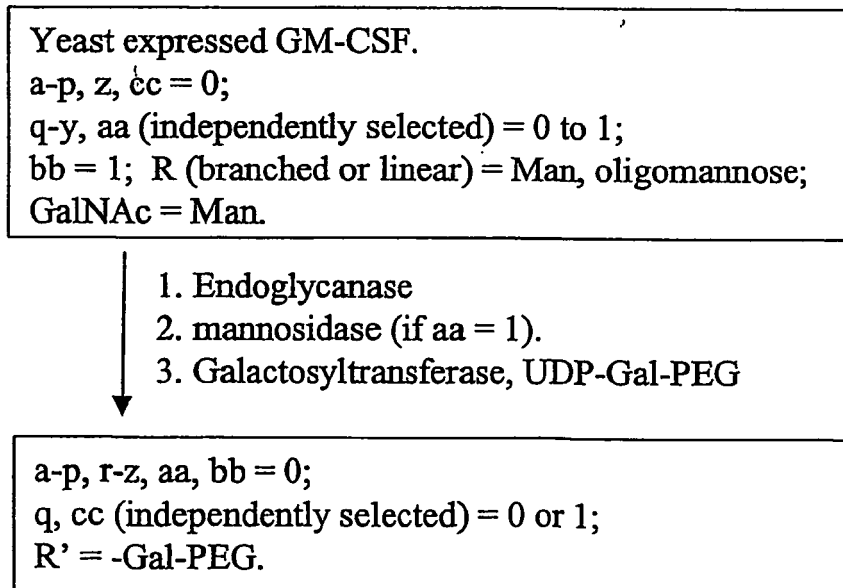 Yeast expressed GM-CSF.
a-p, z, cc = 0;
q-y, aa (independently selected) = 0 to 1;
bb = 1; R (branched or linear) = Man, oligomannose;
GalNAc = Man.
1. Endoglycanase
2. mannosidase (if aa = 1).
3. Galactosyltransferase, UDP-Gal-PEG
a-p, r-z, aa, bb = 0;
q, cc (independently selected) = 0 or 1;
R' = -Gal-PEG.